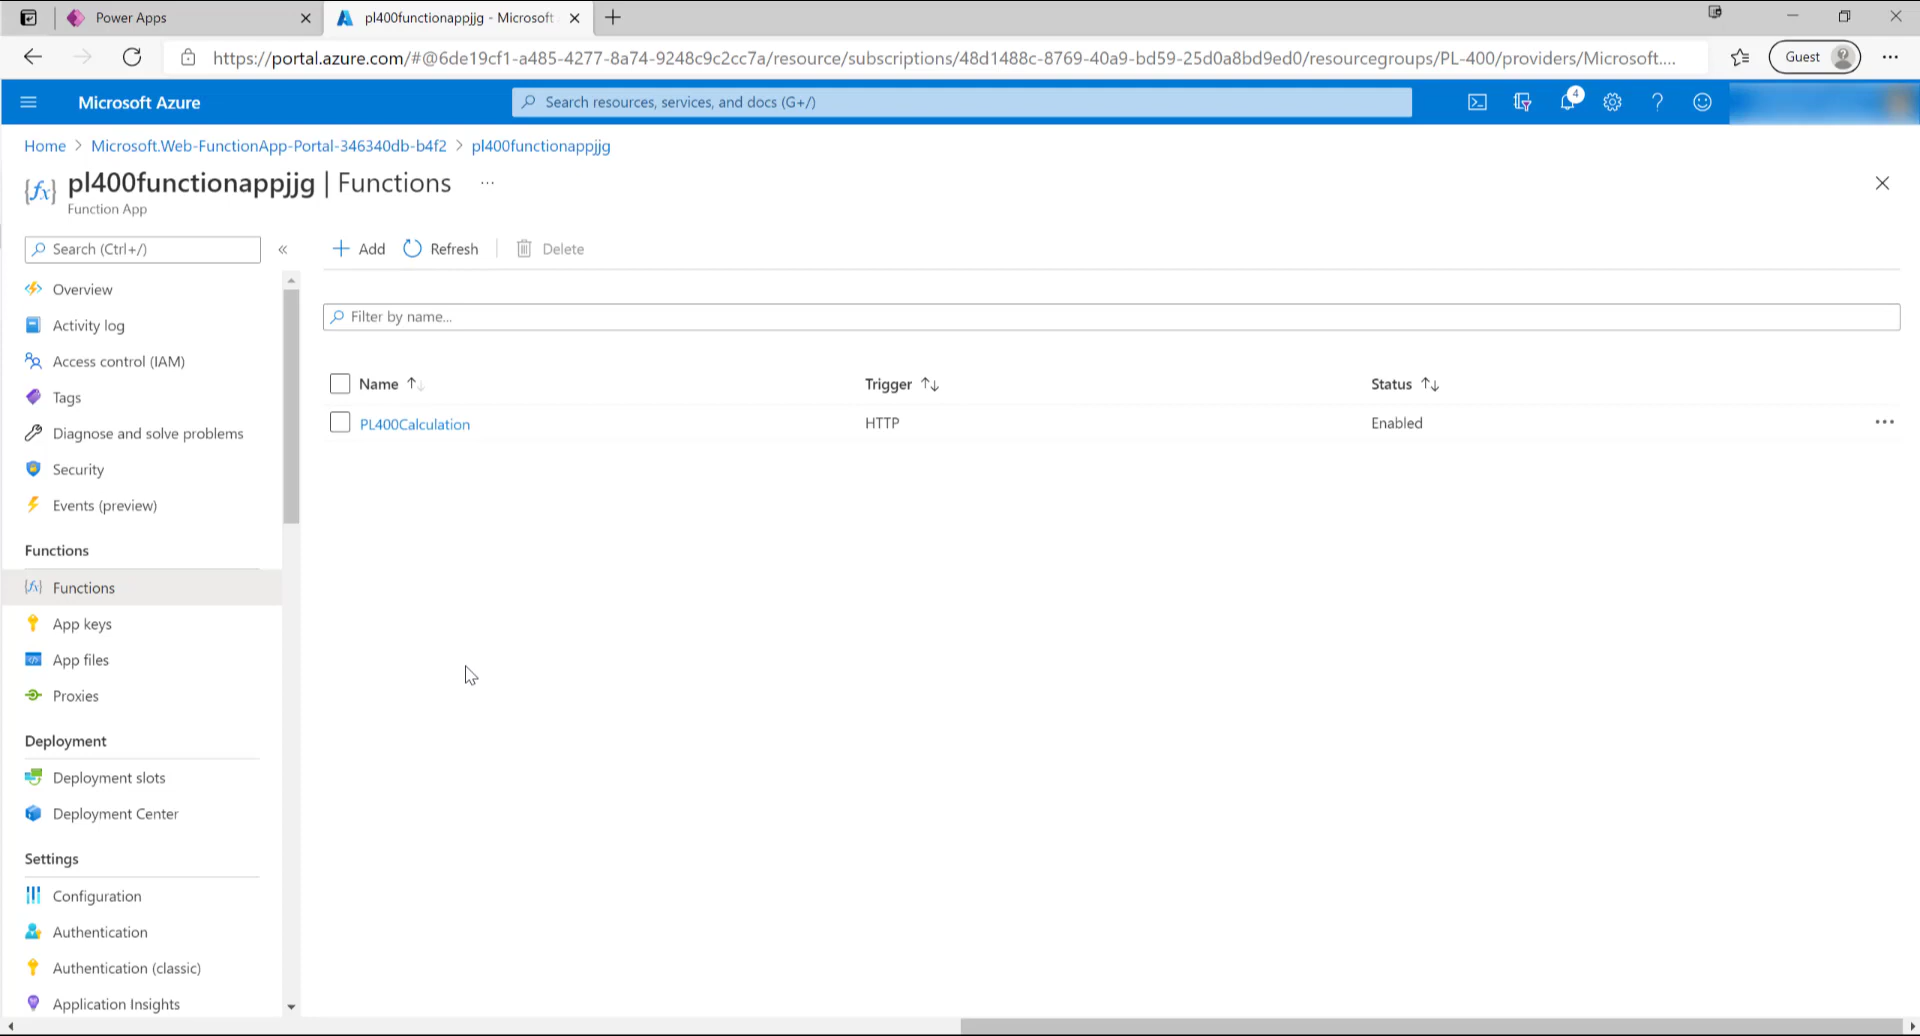 Power Apps
pl400functionappjjg - Microsoft
https://portal.azure.com/#@6de19cf1-a485-4277-8a74-9248c9c2cc7a/resource/subscriptions/48d1488c-8769-40a9-bd59-25d0a8bd9ed0/resourcegroups/PL-400/providers/Microsoft....
Guest
Microsoft Azure
Search resources, services, and docs (G+/)
4
Home > Microsoft.Web-FunctionApp-Portal-346340db-b4f2 > pl400functionappjjg
{fx} pl400functionappjjg | Functions ...
Function App
Search (Ctrl+/)
«
Add
Refresh
Delete
Overview
Activity log
Access control (IAM)
Tags
Diagnose and solve problems
Security
Events (preview)
Functions
Functions
App keys
App files
Proxies
Deployment
Deployment slots
Deployment Center
Settings
Configuration
Authentication
Authentication (classic)
Application Insights
Filter by name...
Name Trigger Status
PL400Calculation HTTP Enabled ...